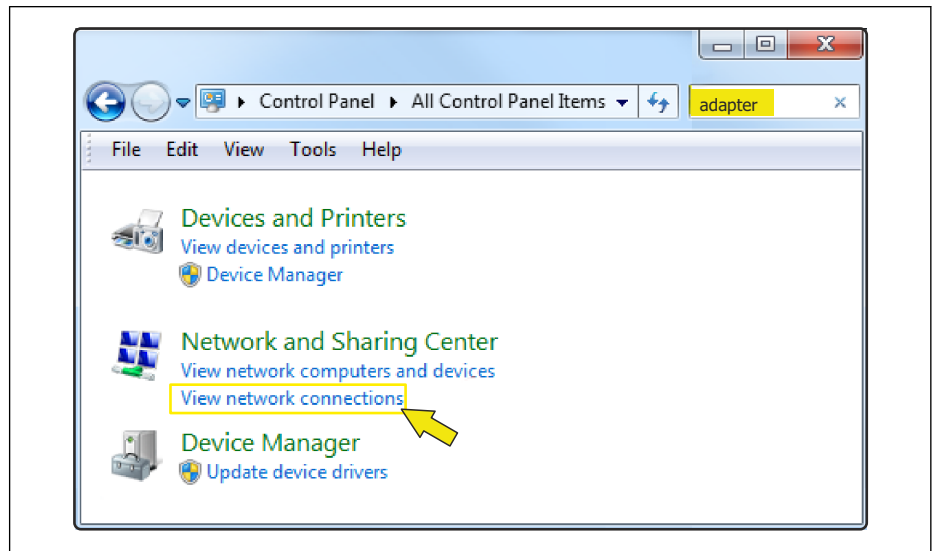 Control Panel All Control Panel Items adapter
File Edit View Tools Help
Devices and Printers
View devices and printers
Device Manager
Network and Sharing Center
View network computers and devices
View network connections
Device Manager
Update device drivers